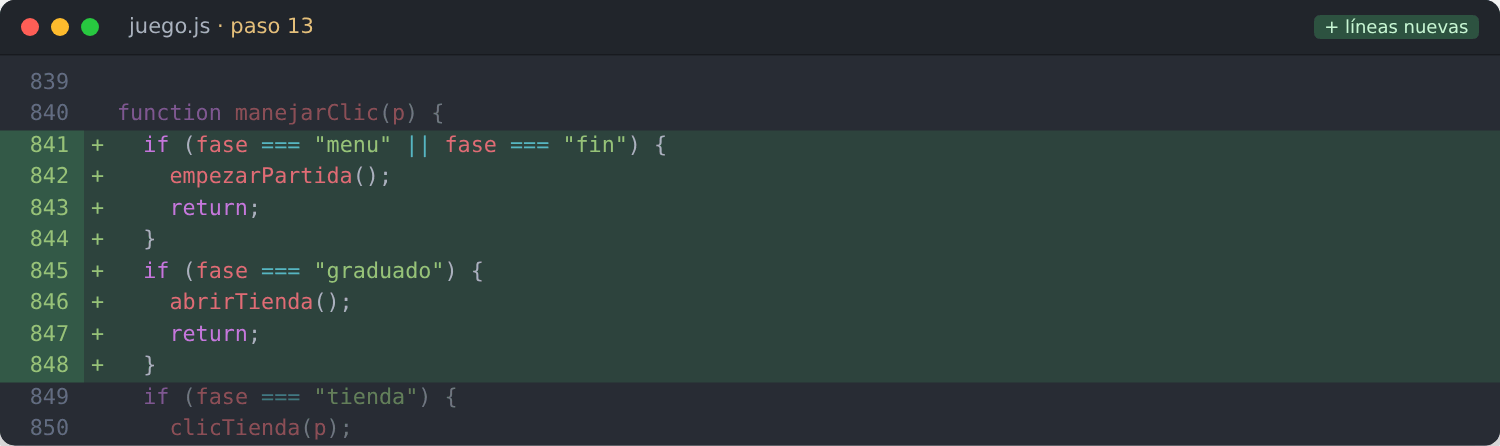 juego.js · paso 13
+ líneas nuevas
839
840 function manejarClic(p) {
841 + if (fase === "menu" || fase === "fin") {
842 + empezarPartida();
843 + return;
844 + }
845 + if (fase === "graduado") {
846 + abrirTienda();
847 + return;
848 + }
849 if (fase === "tienda") {
850 clicTienda(p);